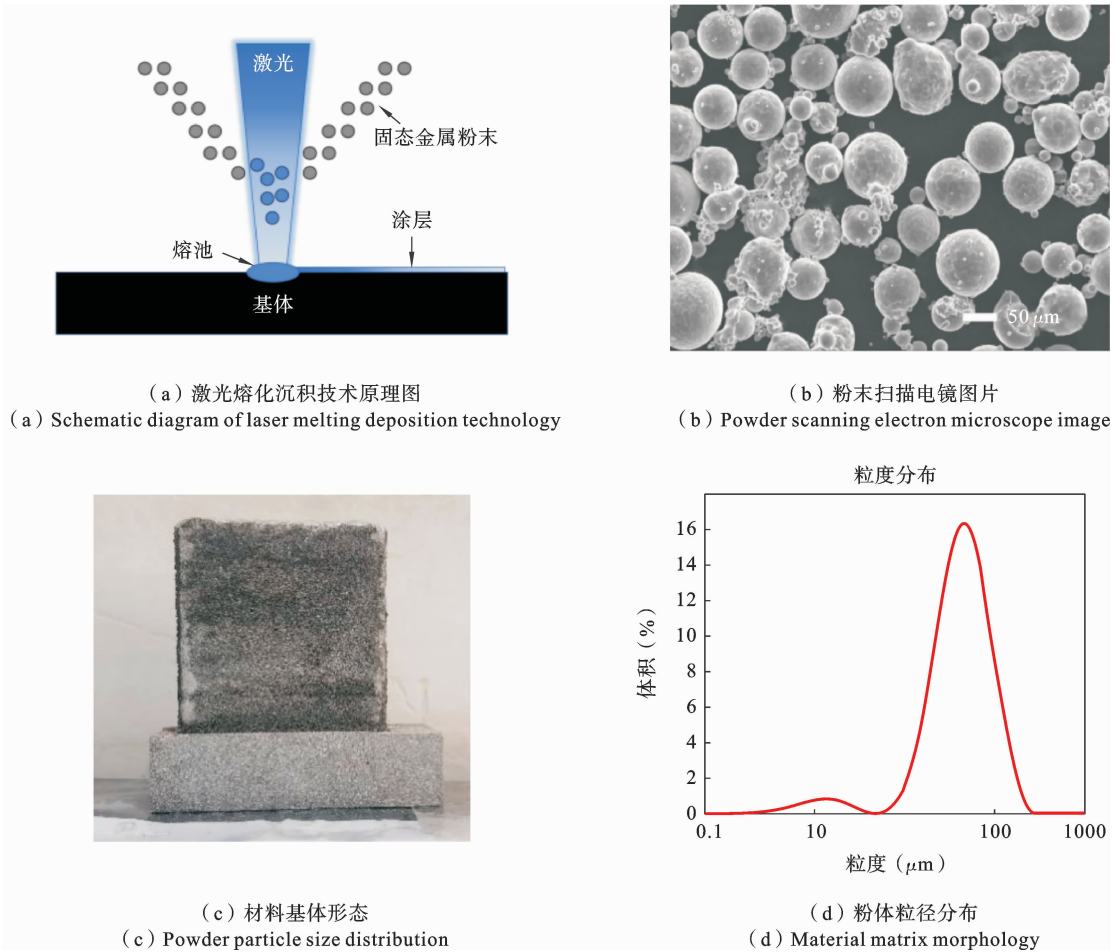 激光
固态金属粉末
涂层
熔池
基体
50 μm
（a）激光熔化沉积技术原理图
（a）Schematic diagram of laser melting deposition technology
（b）粉末扫描电镜图片
（b）Powder scanning electron microscope image
粒度分布
体积（%）
16
14
12
10
8
6
4
2
0
0.1
10
100
1000
粒度（μm）
（c）材料基体形态
（c）Powder particle size distribution
（d）粉体粒径分布
（d）Material matrix morphology